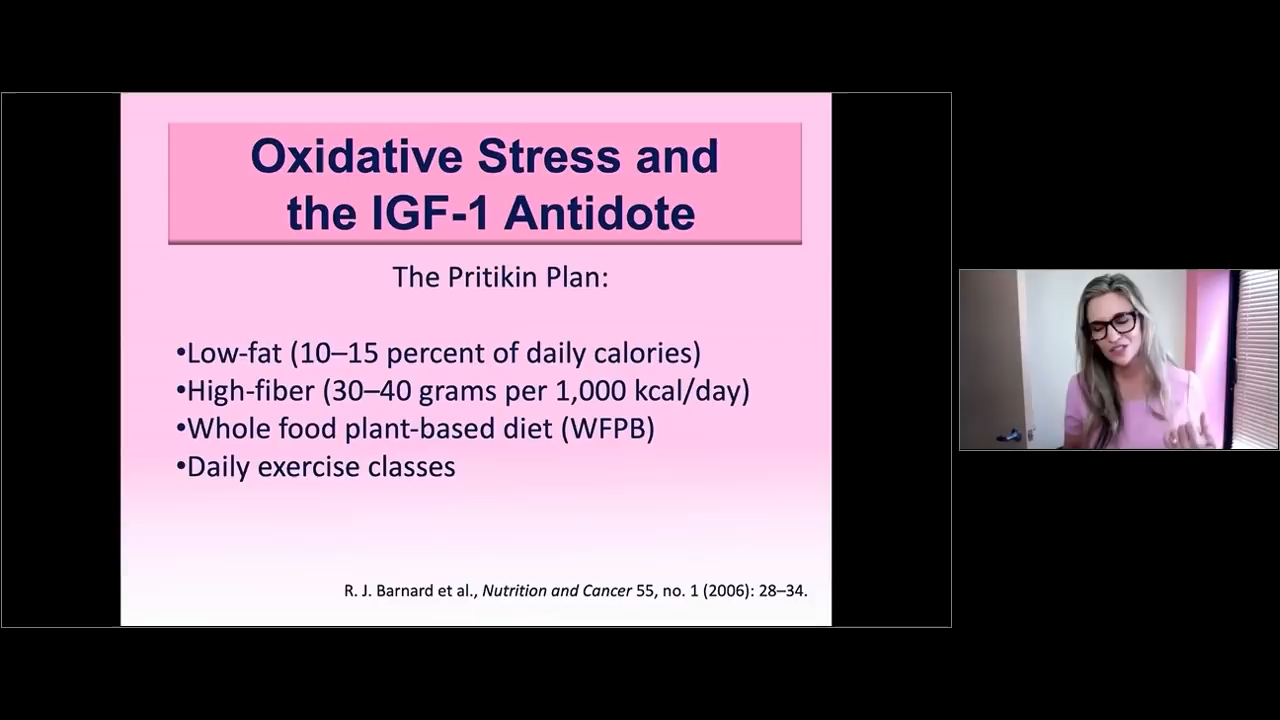 Oxidative Stress and
the IGF-1 Antidote
The Pritikin Plan:
•Low-fat (10–15 percent of daily calories)
•High-fiber (30–40 grams per 1,000 kcal/day)
•Whole food plant-based diet (WFPB)
•Daily exercise classes
R. J. Barnard et al., Nutrition and Cancer 55, no. 1 (2006): 28–34.